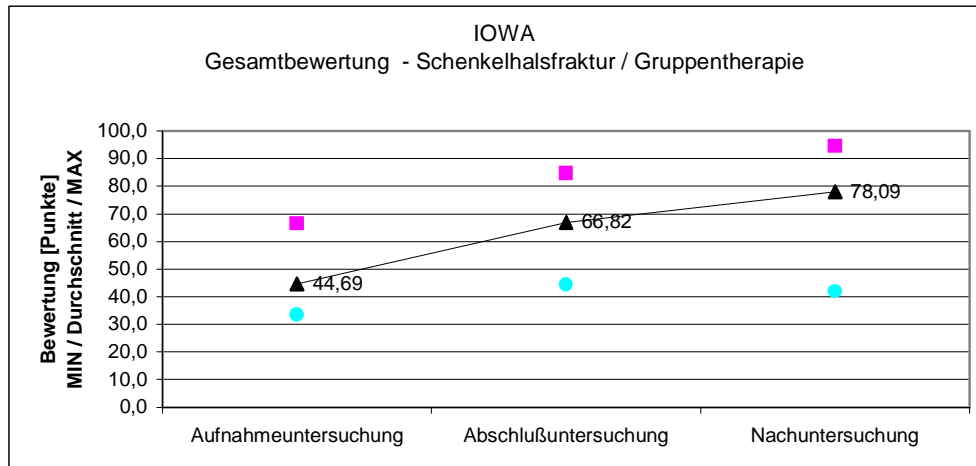 IOWA
Gesamtbewertung - Schenkelhalsfraktur / Gruppentherapie
Bewertung [Punkte]
MIN / Durchschnitt / MAX
100,0
90,0
80,0
70,0
60,0
50,0
40,0
30,0
20,0
10,0
0,0
44,69
66,82
78,09
Aufnahmeuntersuchung
Abschlußuntersuchung
Nachuntersuchung